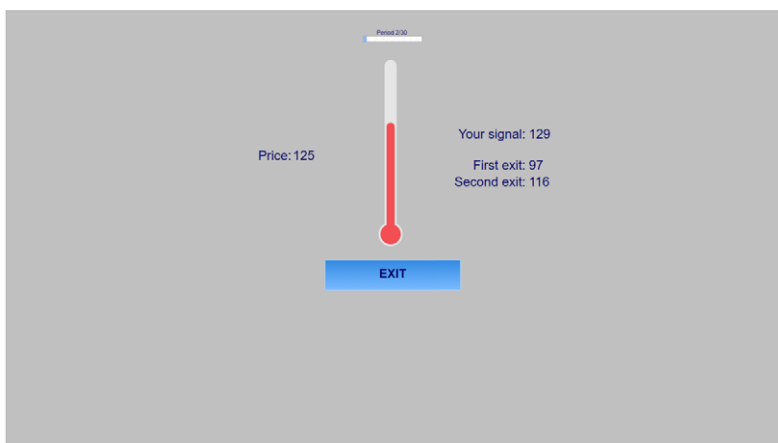 Period 2/30
Price: 125
Your signal: 129
First exit: 97
Second exit: 116
EXIT